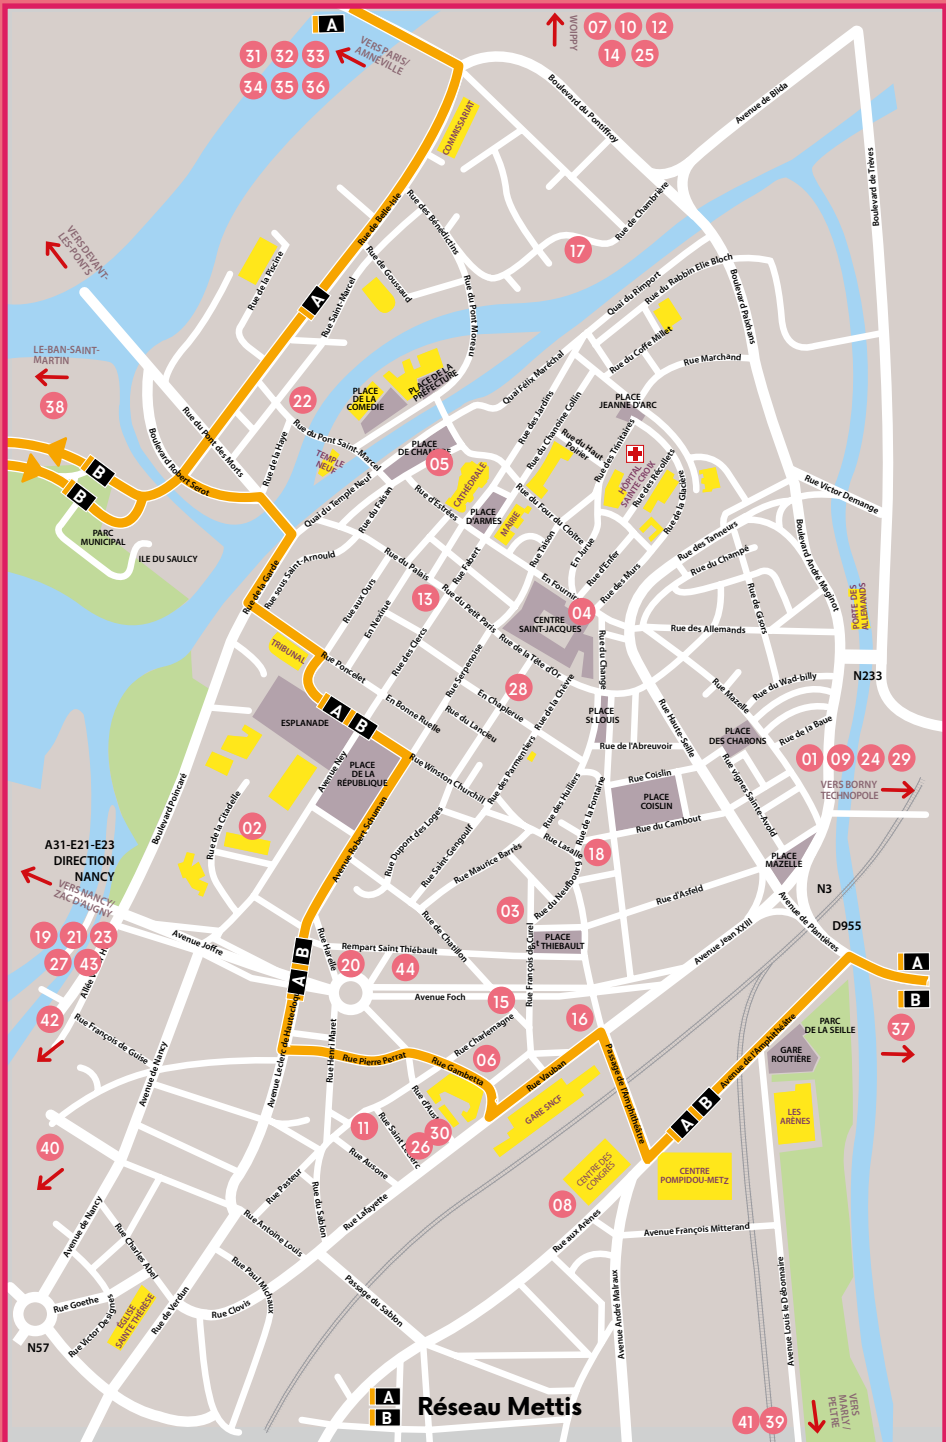 A
31 32 33
34 35 36
VERS PARIS/
AMNEVILLE
WOIPPY
07 10 12
14 25
COMMISSARIAT
Boulevard du Pontiffroy
Avenue de Blida
Boulevard de Trèves
Rue de Belle-Isle
Rue des Bénédictins
Rue de Chambière
17
VERS DEVANT-
LES-PONTS
Rue de la Piscine
Rue de Goussaud
Rue Saint-Marcel
Rue du Pont Moreau
A
Quai du Rimport
Rue du Rabbin Elie Bloch
Boulevard Paixhans
LE-BAN-SAINT-
MARTIN
38
Rue du Coffe Millet
Rue Marchand
Quai Félix Maréchal
PLACE
DE LA
COMEDIE
PLACE DE LA
PRÉFECTURE
22
PLACE
JEANNE D'ARC
Rue des Jardins
Rue du Chanoine Collin
Rue du Pont des Morts
Rue de la Haye
Rue du Pont Saint-Marcel
TEMPLE
NEUF
Boulevard Robert Serot
PLACE
05
CATHÉDRALE
Rue du Haut
Poirier
Rue des Trinitaires
HÔPITAL
SAINTE CROIX
Rue des Récollets
Rue de la Glacière
Rue Victor Demange
B
B
Quai du Temple Neuf
Rue du Faisan
Rue d'Estrées
PLACE
D'ARMES
MAIRIE
Rue du Four du Cloître
Rue Taison
En Jurue
Rue d'Enfer
Rue des Murs
Rue des Tanneurs
Rue du Champé
Boulevard André Maginot
PARC
MUNICIPAL
ILE DU SAULCY
Rue de la Garde
Rue sous Saint-Arnould
Rue du Palais
Rue Fabert
En Fournirue
PORTE DES
ALLEMANDS
13
Rue aux Ours
En Nexirue
Rue du Petit Paris
04
CENTRE
SAINT-JACQUES
Rue des Allemands
Rue de Gisors
Rue des Clercs
Rue Serpenoise
Rue de la Tête d'Or
Rue du Change
TRIBUNAL
Rue Poncelet
28
En Chaplerue
Rue de la Chèvre
N233
Rue Mazelle
Rue du Wad-billy
En Bonne Ruelle
Rue du Lancieu
PLACE
St LOUIS
Rue Haute-Seille
Rue de la Baue
ESPLANADE
A B
PLACE
DES CHARONS
Rue de l'Abreuvoir
01 09 24 29
VERS BORNY
TECHNOPOLE
Avenue Ney
PLACE
DE LA
RÉPUBLIQUE
Rue Winston Churchill
Rue des Parmentiers
Rue des Huiliers
Rue de la Fontaine
Rue Coislin
PLACE
COISLIN
Rue du Cambout
Rue vignes Sainte-Avold
Boulevard Poincaré
Rue de la Citadelle
02
Avenue Robert Schuman
Rue Dupont des Loges
Rue Saint-Gengoulf
Rue Maurice Barrès
Rue Lasalle
18
Rue du Neufbourg
PLACE
MAZELLE
A31-E21-E23
DIRECTION
NANCY
VERS NANCY/
ZAC D'AUGNY
N3
Rue d'Asfeld
D955
Avenue de Plantières
03
Rue de Chatillon
Avenue Jean XXIII
19 21 23
27 43
Avenue Joffre
Rue Harelle
Rempart Saint Thiébault
Rue François de Curel
PLACE
St THIEBAULT
A B
20
44
Avenue Foch
15
A
B
37
42
Rue François de Guise
Avenue de Nancy
Rue Henri Maret
Rue Charlemagne
16
PARC
DE LA SEILLE
GARE
ROUTIÈRE
Rue Pierre Perrat
Rue Gambetta
06
Rue Vauban
Passage de l'Amphithéâtre
Avenue de l'Amphithéâtre
A B
GARE SNCF
LES
ARÈNES
40
11
30
26
Rue Ausone
Rue Pasteur
Rue du Sablon
Rue Lafayette
CENTRE DES
CONGRÈS
08
CENTRE
POMPIDOU-METZ
Rue aux Arènes
Avenue François Mitterand
Avenue de Nancy
Rue Charles Abel
Rue Antoine Louis
Rue Paul Michaux
Passage du Sablon
Rue Goethe
ÉGLISE
SAINTE THÉRÈSE
Rue de Verdun
Rue Clovis
N57
Avenue André Malraux
Avenue Louis le Débonnaire
A
B
Réseau Mettis
41 39
VERS
MARLY /
PELTRE